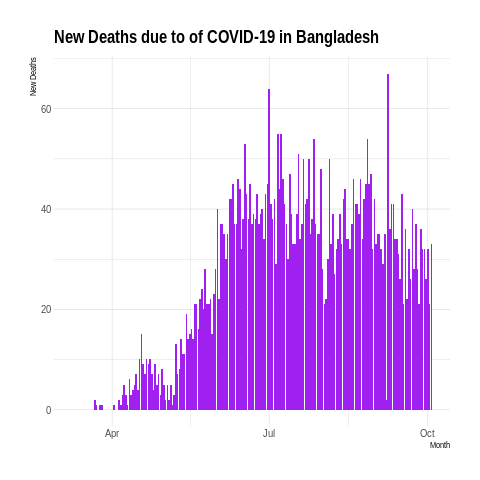 New Deaths due to of COVID-19 in Bangladesh
New Deaths
60
40
20
0
Apr
Jul
Oct
Month